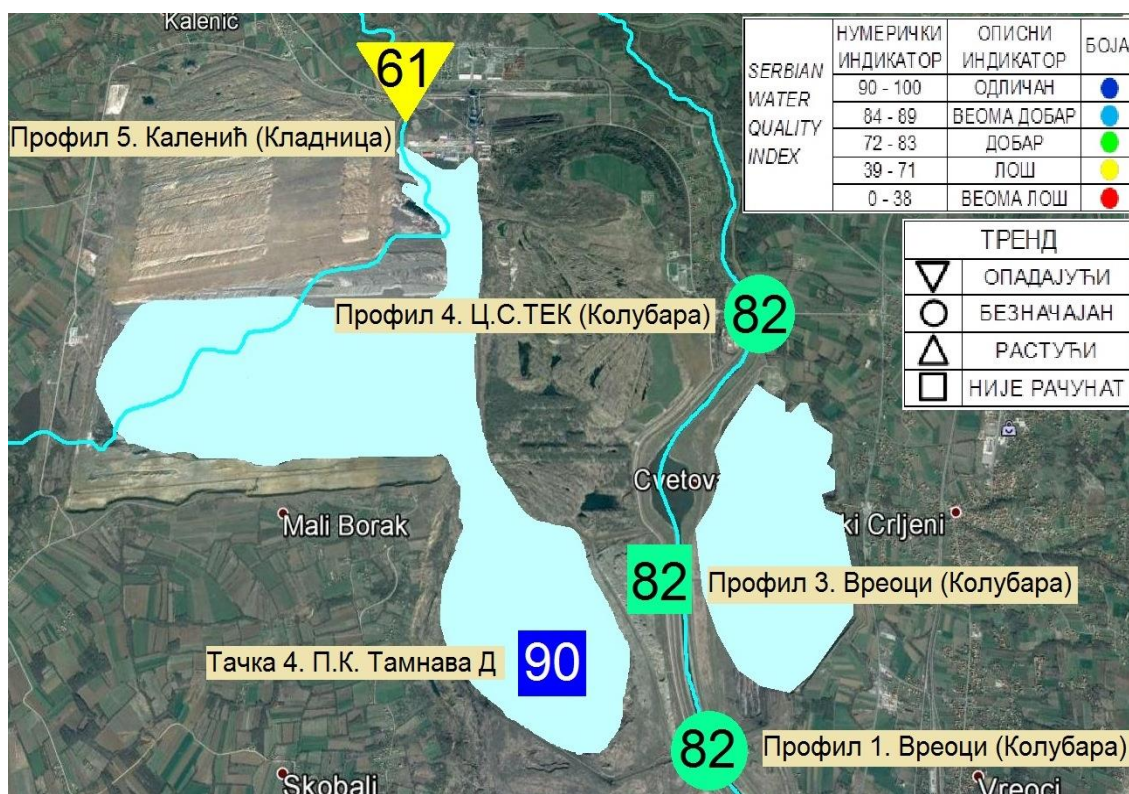 Kalenić
61
Профил 5. Каленић (Кладница)
SERBIAN WATER QUALITY INDEX
НУМЕРИЧКИ ИНДИКАТОР
ОПИСНИ ИНДИКАТОР
БОЈА
90 - 100 ОДЛИЧАН
84 - 89 ВЕОМА ДОБАР
72 - 83 ДОБАР
39 - 71 ЛОШ
0 - 38 ВЕОМА ЛОШ
ТРЕНД
ОПАДАЈУЋИ
БЕЗНАЧАЈАН
РАСТУЋИ
НИЈЕ РАЧУНАТ
Профил 4. Ц.С.ТЕК (Колубара)
82
Cvetov
Mali Borak
ki Crljeni
82
Профил 3. Вреоци (Колубара)
Тачка 4. П.К. Тамнава Д
90
82
Профил 1. Вреоци (Колубара)
Skobalj
Vreoci